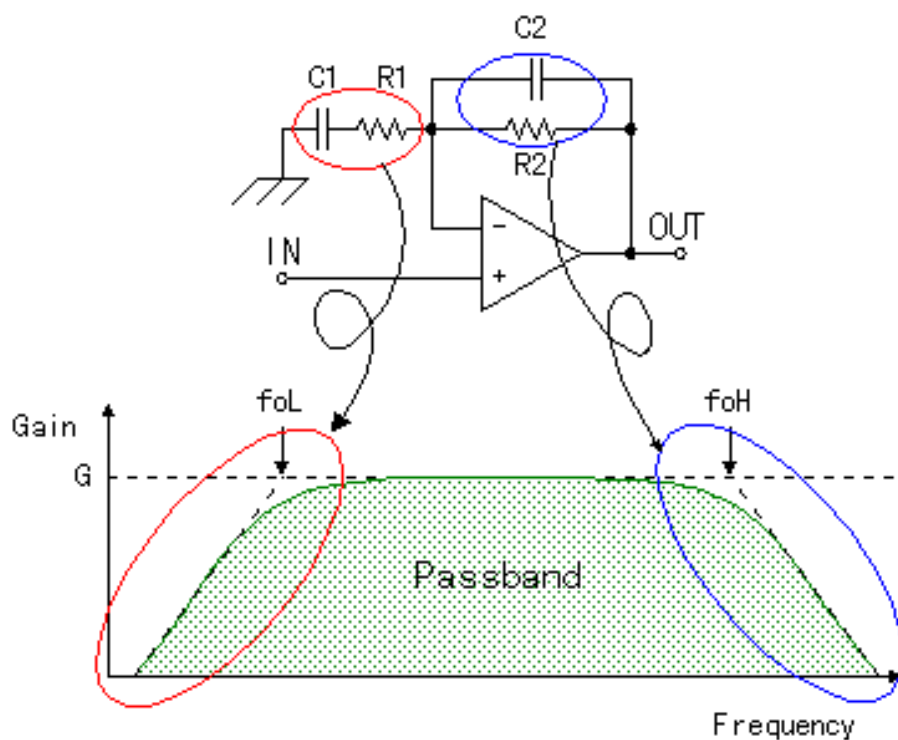 C2
C1 R1
R2
OUT
IN
−
+
foL foH
Gain
G
Passband
Frequency